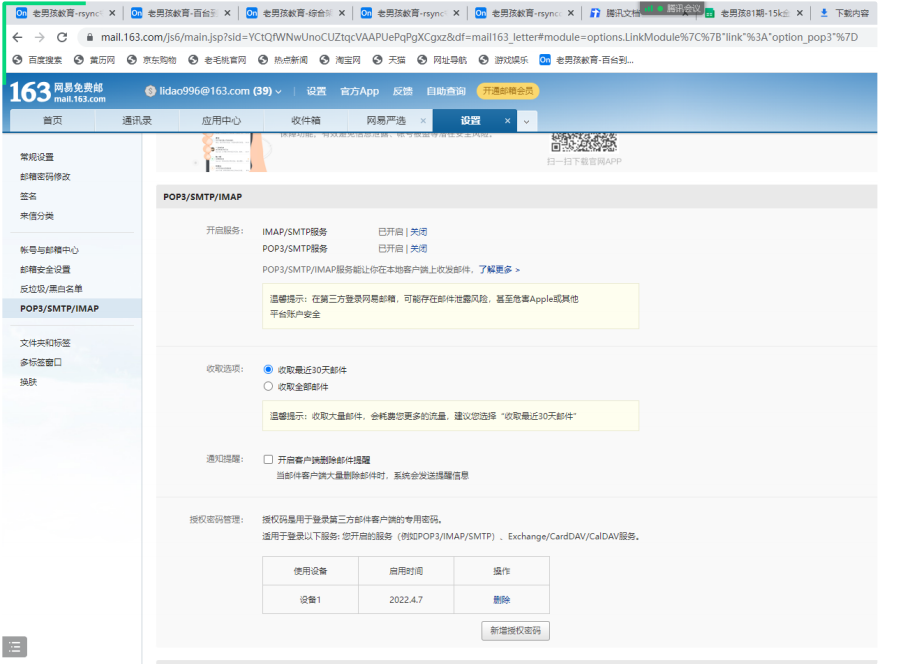 老男孩教育-rsync
老男孩教育-百台到
老男孩教育-综合架
老男孩教育-rsync
老男孩教育-rsync
腾讯文档
腾讯会议
老男孩81期-15k企
下载内容
mail.163.com/js6/main.jsp?sid=YCtQfWNwUnoCUZtqcVAAPUePqPgXCgxz&df=mail163_letter#module=options.LinkModule%7C%7B"link"%3A"option_pop3"%7D
百度搜索 黄历网 京东购物 老毛桃官网 热点新闻 淘宝网 天猫 网址导航 游戏娱乐 老男孩教育-百台到...
163 网易免费邮
mail.163.com
lidao996@163.com (39) 设置 官方App 反馈 自助查询 开通邮箱会员
首页 通讯录 应用中心 收件箱 网易严选 设置
扫一扫下载官网APP
常规设置
邮箱密码修改
签名
来信分类
帐号与邮箱中心
邮箱安全设置
反垃圾/黑白名单
POP3/SMTP/IMAP
文件夹和标签
多标签窗口
换肤
POP3/SMTP/IMAP
开启服务: IMAP/SMTP服务 已开启 | 关闭
POP3/SMTP服务 已开启 | 关闭
POP3/SMTP/IMAP服务能让你在本地客户端上收发邮件，了解更多 >
温馨提示：在第三方登录网易邮箱，可能存在邮件泄露风险，甚至危害Apple或其他
平台账户安全
收取选项: 收取最近30天邮件
收取全部邮件
温馨提示：收取大量邮件，会耗费您更多的流量，建议您选择“收取最近30天邮件”
通知提醒: 开启客户端删除邮件提醒
当邮件客户端大量删除邮件时，系统会发送提醒信息
授权密码管理: 授权码是用于登录第三方邮件客户端的专用密码。
适用于登录以下服务: 您开启的服务（例如POP3/IMAP/SMTP）、Exchange/CardDAV/CalDAV服务。
使用设备 启用时间 操作
设备1 2022.4.7 删除
新增授权密码